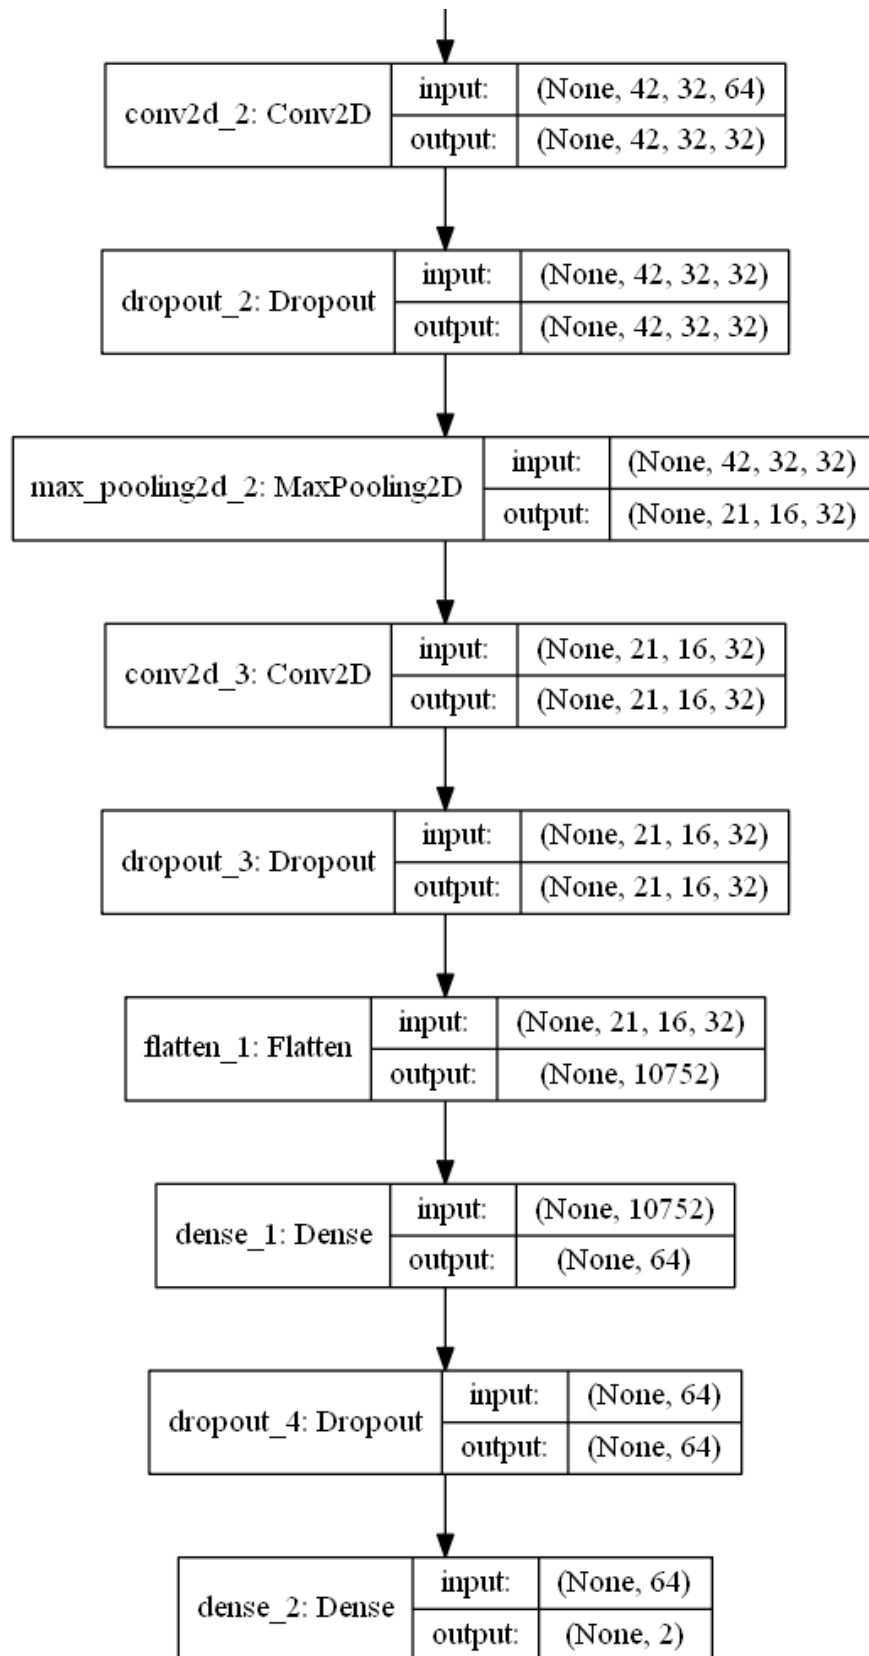 conv2d_2: Conv2D
input: (None, 42, 32, 64)
output: (None, 42, 32, 32)
dropout_2: Dropout
input: (None, 42, 32, 32)
output: (None, 42, 32, 32)
max_pooling2d_2: MaxPooling2D
input: (None, 42, 32, 32)
output: (None, 21, 16, 32)
conv2d_3: Conv2D
input: (None, 21, 16, 32)
output: (None, 21, 16, 32)
dropout_3: Dropout
input: (None, 21, 16, 32)
output: (None, 21, 16, 32)
flatten_1: Flatten
input: (None, 21, 16, 32)
output: (None, 10752)
dense_1: Dense
input: (None, 10752)
output: (None, 64)
dropout_4: Dropout
input: (None, 64)
output: (None, 64)
dense_2: Dense
input: (None, 64)
output: (None, 2)